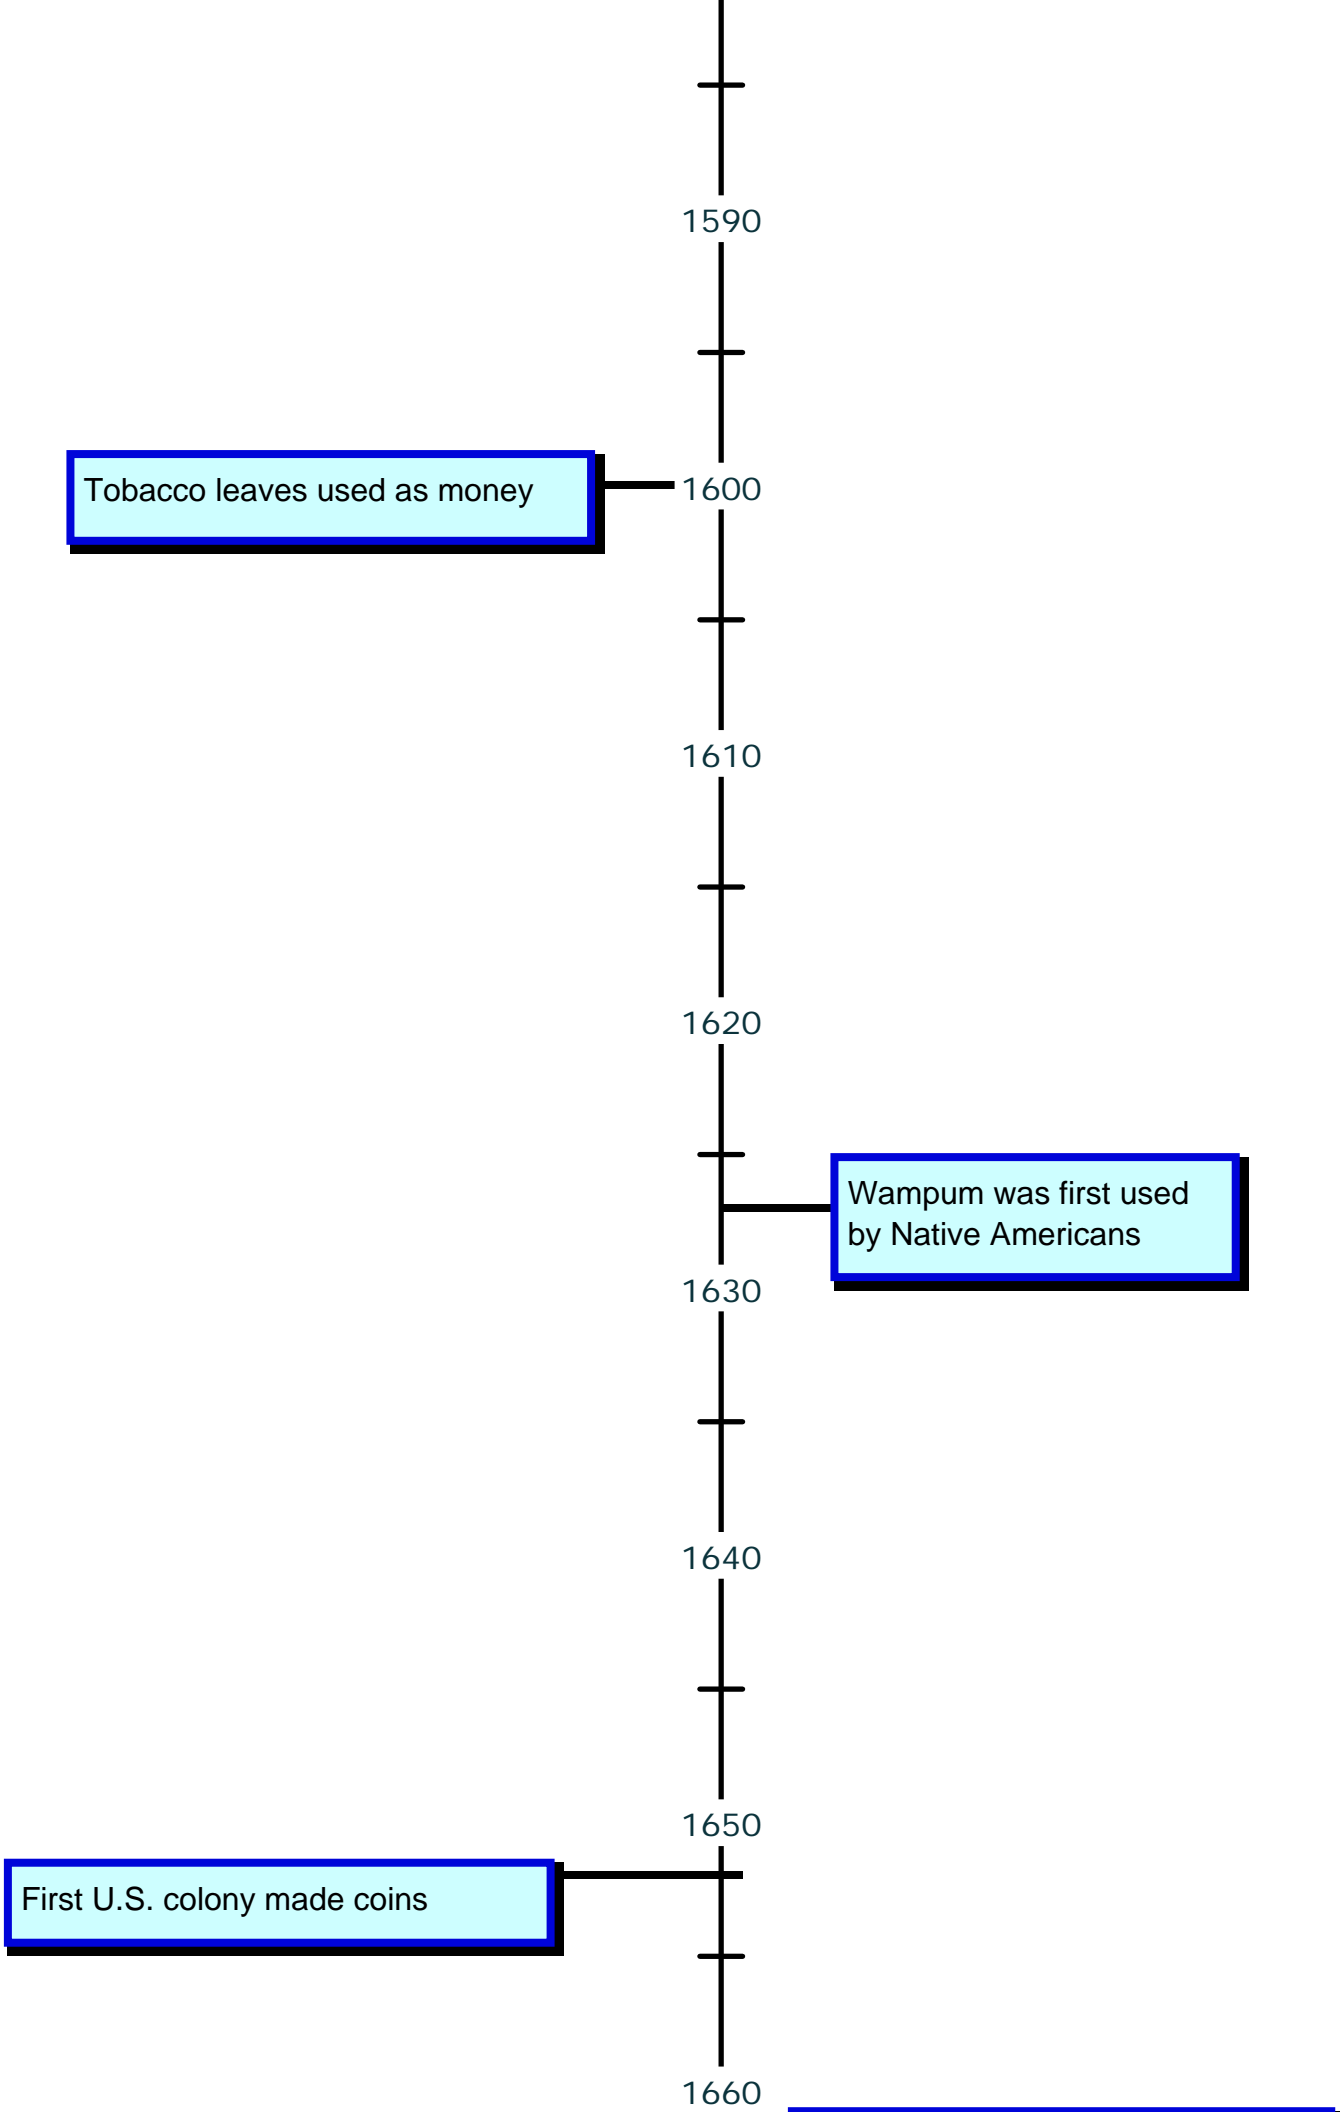 1590
Tobacco leaves used as money
1600
1610
1620
Wampum was first used
by Native Americans
1630
1640
1650
First U.S. colony made coins
1660